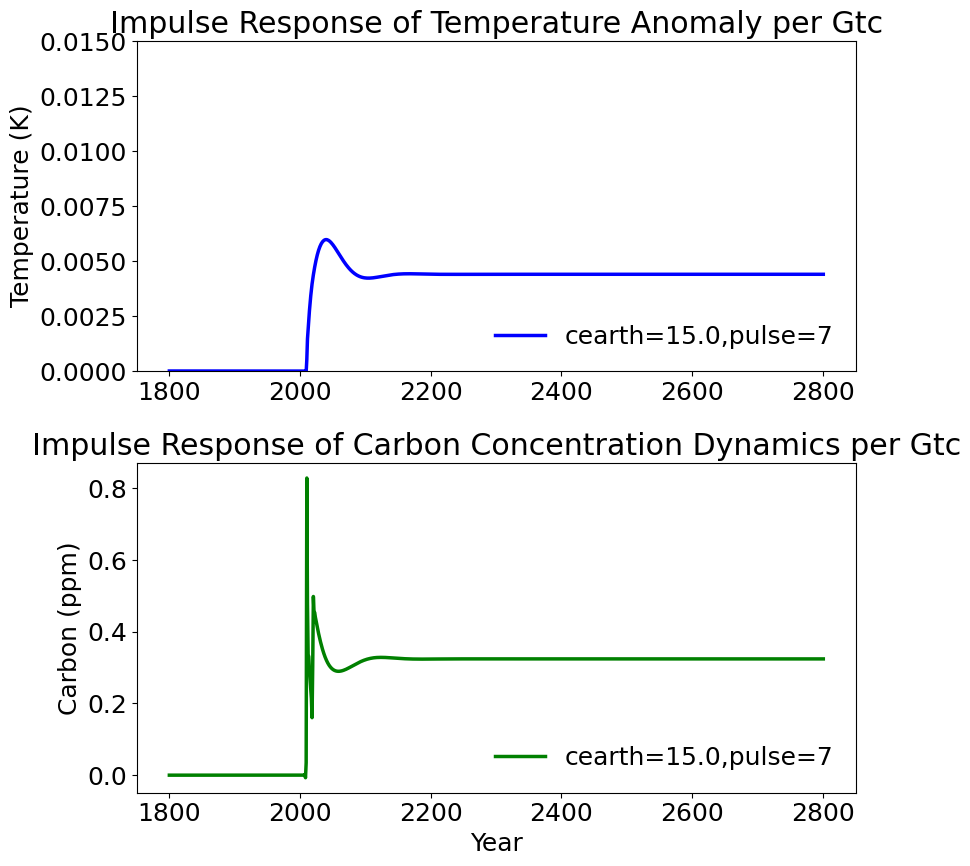 Impulse Response of Temperature Anomaly per Gtc
0.0150
0.0125
0.0100
0.0075
0.0050
0.0025
0.0000
Temperature (K)
cearth=15.0,pulse=7
1800 2000 2200 2400 2600 2800
Impulse Response of Carbon Concentration Dynamics per Gtc
0.8
0.6
0.4
0.2
0.0
Carbon (ppm)
cearth=15.0,pulse=7
1800 2000 2200 2400 2600 2800
Year